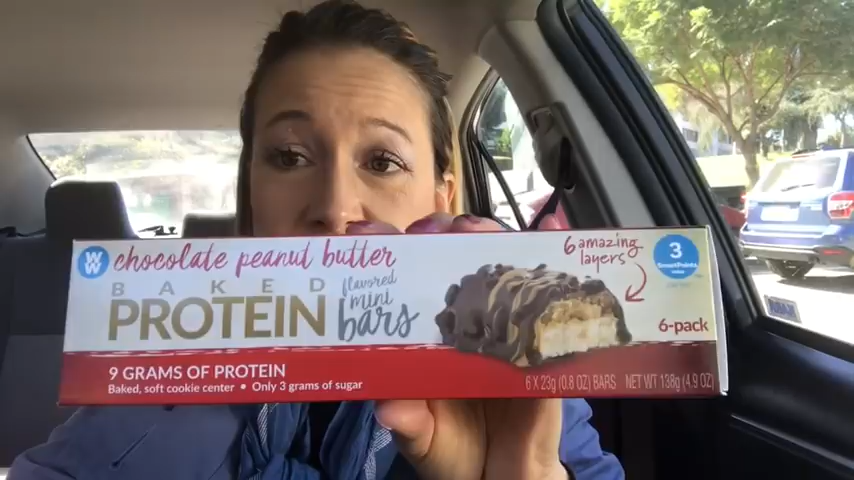 WW chocolate peanut butter
BAKED
PROTEIN
flavored
mini
bars
9 GRAMS OF PROTEIN
Baked, soft cookie center • Only 3 grams of sugar
6 amazing
layers
3
SmartPoints
6-pack
6 X 23g (0.8 OZ) BARS NET WT 138g (4.9 OZ)